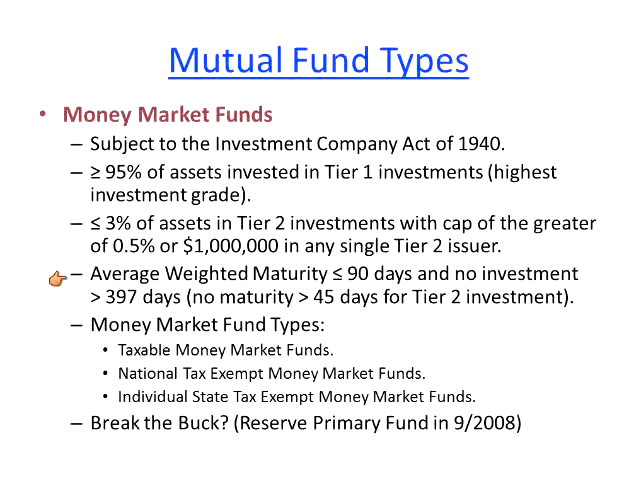 Mutual Fund Types
• Money Market Funds
– Subject to the Investment Company Act of 1940.
– ≥ 95% of assets invested in Tier 1 investments (highest
investment grade).
– ≤ 3% of assets in Tier 2 investments with cap of the greater
of 0.5% or $1,000,000 in any single Tier 2 issuer.
– Average Weighted Maturity ≤ 90 days and no investment
> 397 days (no maturity > 45 days for Tier 2 investment).
– Money Market Fund Types:
• Taxable Money Market Funds.
• National Tax Exempt Money Market Funds.
• Individual State Tax Exempt Money Market Funds.
– Break the Buck? (Reserve Primary Fund in 9/2008)